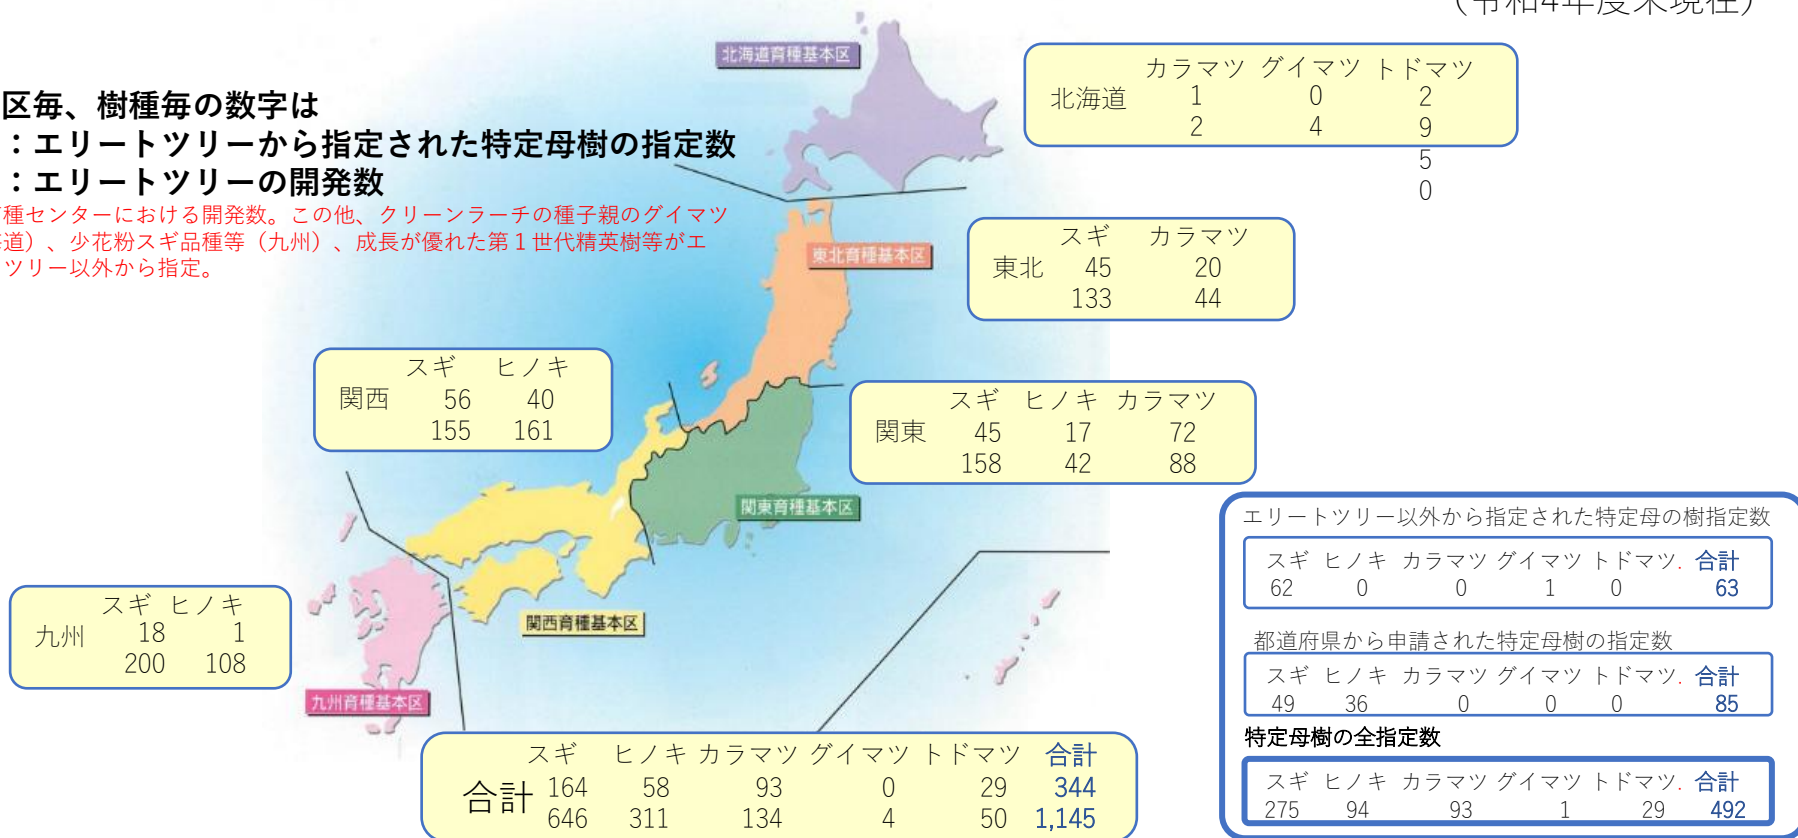 （令和4年度末現在）
北海道育種基本区
カラマツ グイマツ トドマツ
北海道 1 0 2
2 4 9
5
0
区毎、樹種毎の数字は
：エリートツリーから指定された特定母樹の指定数
：エリートツリーの開発数
種センターにおける開発数。この他、クリーンラーチの種子親のグイマツ
道）、少花粉スギ品種等（九州）、成長が優れた第１世代精英樹等がエ
ツリー以外から指定。
東北育種基本区
スギ カラマツ
東北 45 20
133 44
スギ ヒノキ
関西 56 40
155 161
スギ ヒノキ カラマツ
関東 45 17 72
158 42 88
関東育種基本区
スギ ヒノキ
九州 18 1
200 108
関西育種基本区
九州育種基本区
スギ ヒノキ カラマツ グイマツ トドマツ 合計
合計 164 58 93 0 29 344
646 311 134 4 50 1,145
エリートツリー以外から指定された特定母の樹指定数
スギ ヒノキ カラマツ グイマツ トドマツ. 合計
62 0 0 1 0 63
都道府県から申請された特定母樹の指定数
スギ ヒノキ カラマツ グイマツ トドマツ. 合計
49 36 0 0 0 85
特定母樹の全指定数
スギ ヒノキ カラマツ グイマツ トドマツ. 合計
275 94 93 1 29 492